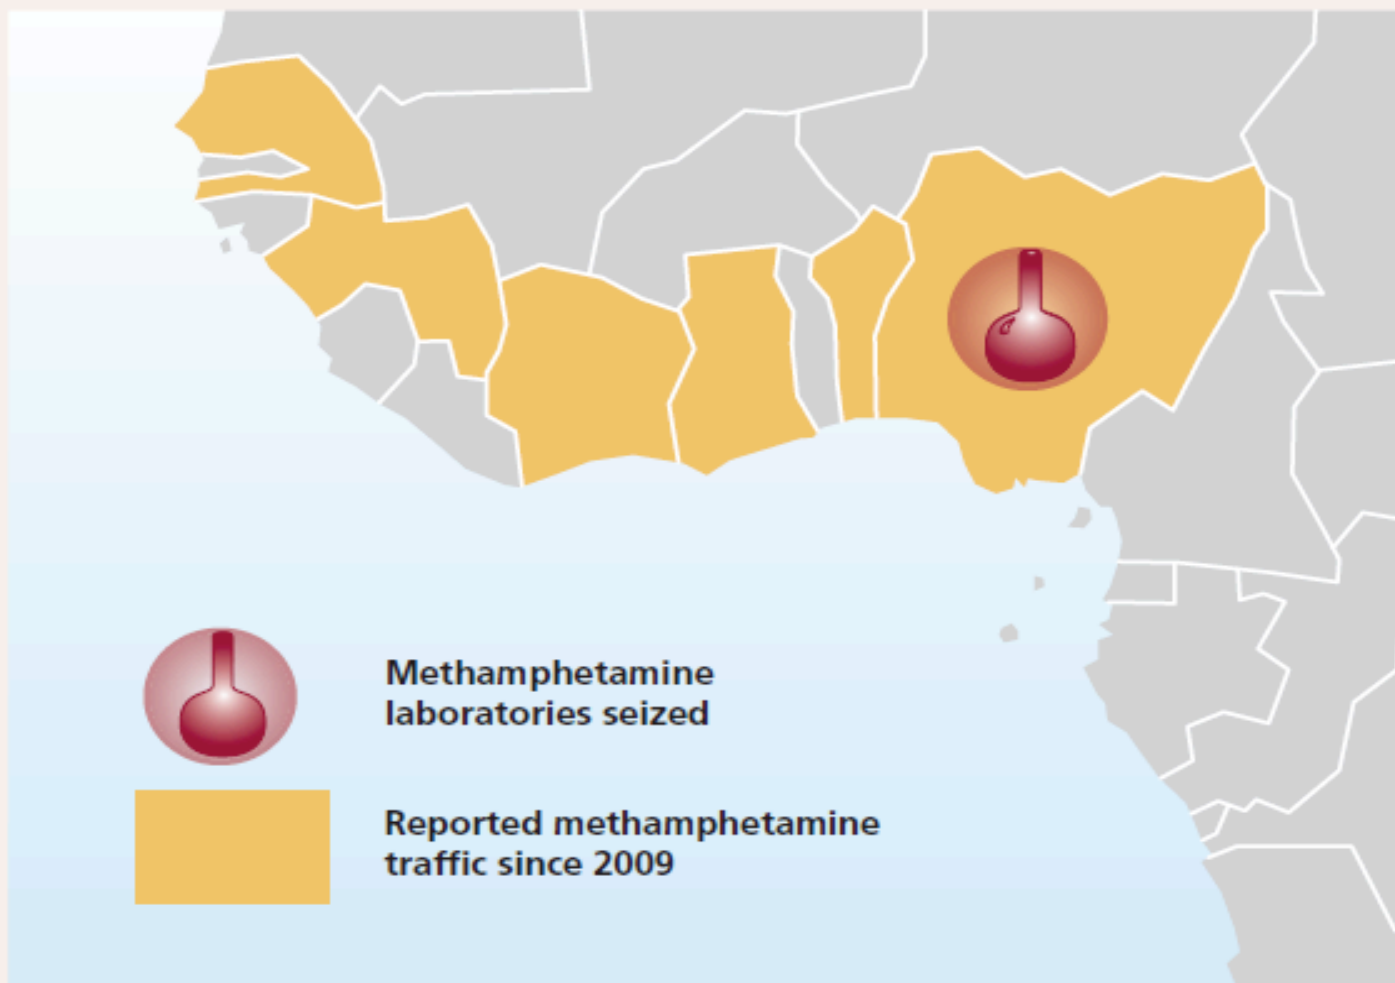 Methamphetamine
laboratories seized
Reported methamphetamine
traffic since 2009